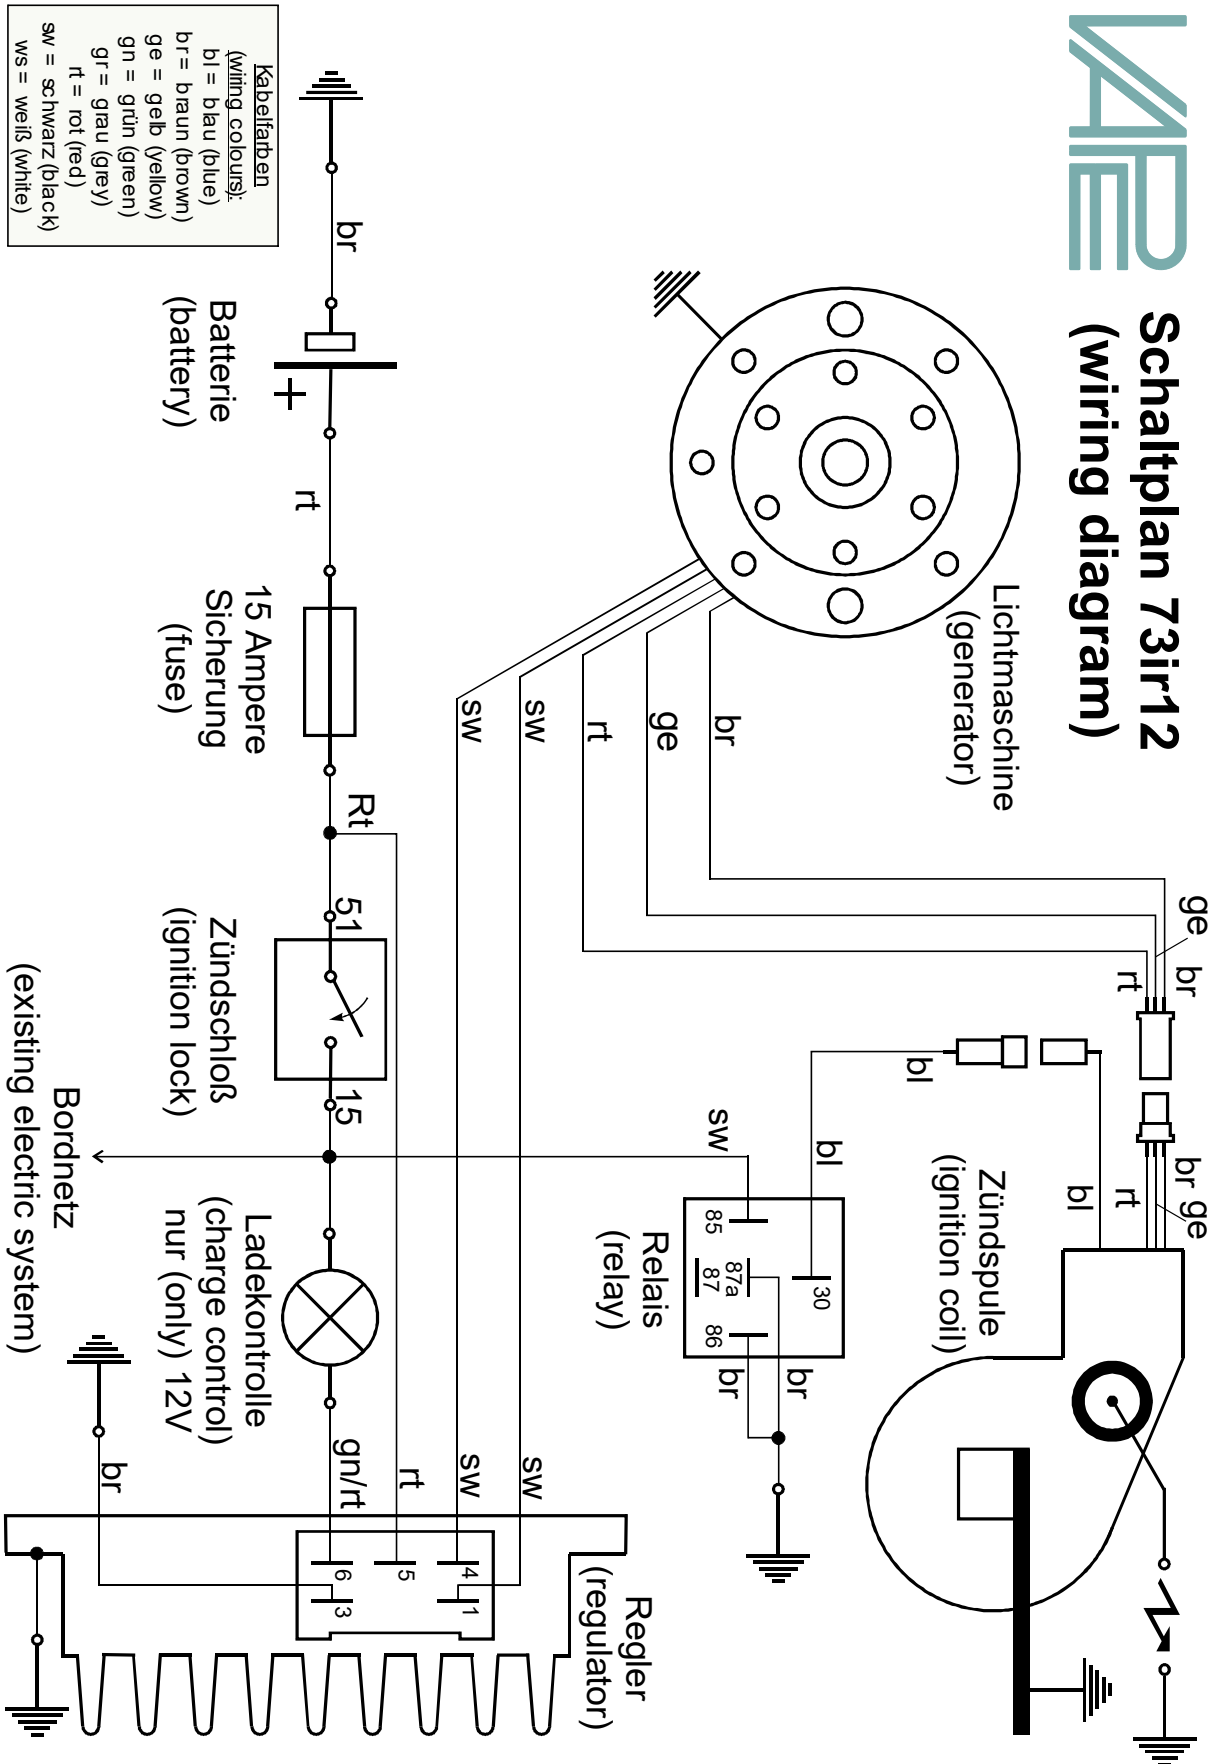 VAPE
Schaltplan 73ir12
(wiring diagram)
Lichtmaschine
(generator)
br
ge
rt
sw
sw
ge
br
rt
br
ge
rt
bl
bl
bl
Zündspule
(ignition coil)
sw
85
87a
87
86
30
br
br
Relais
(relay)
Kabelfarben
(wiring colours):
bl = blau (blue)
br = braun (brown)
ge = gelb (yellow)
gn = grün (green)
gr = grau (grey)
rt = rot (red)
sw = schwarz (black)
ws = weiß (white)
br
Batterie
(battery)
+
rt
15 Ampere
Sicherung
(fuse)
Rt
51
15
Zündschloß
(ignition lock)
Bordnetz
(existing electric system)
Ladekontrolle
(charge control)
nur (only) 12V
gn/rt
rt
sw
sw
br
4
1
5
6
3
Regler
(regulator)